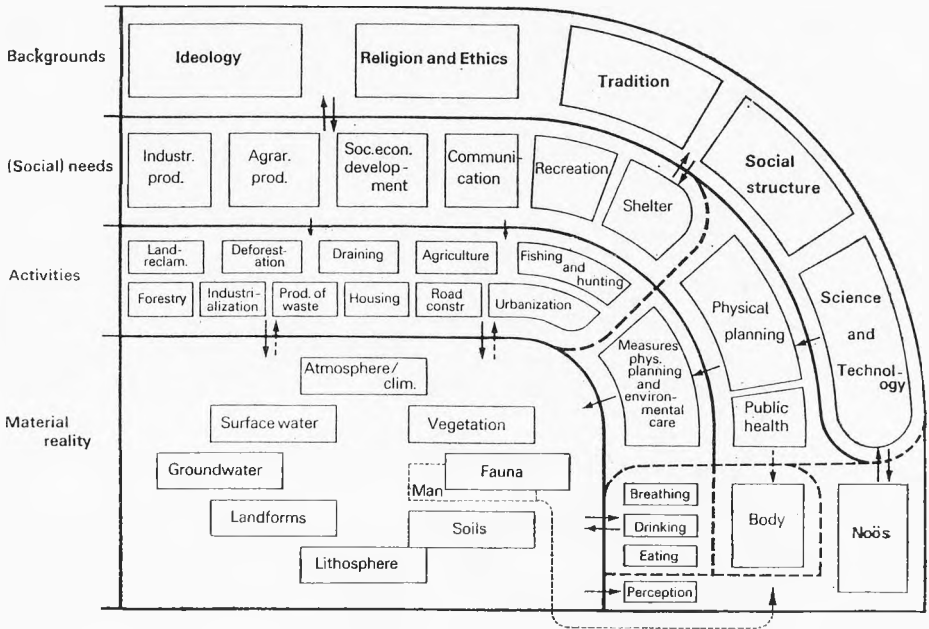 Backgrounds
Ideology
Religion and Ethics
Tradition
Social
structure
Science
and
Technol-
ogy
(Social) needs
Industr.
prod.
Agrar.
prod.
Soc.econ.
develop-
ment
Communi-
cation
Recreation
Shelter
Physical
planning
Public
health
Activities
Land-
reclam.
Deforest-
ation
Draining
Agriculture
Fishing
and
hunting
Forestry
Industri-
alization
Prod. of
waste
Housing
Road
constr
Urbanization
Measures
phys.
planning
and
environ-
mental
care
Material
reality
Atmosphere/
clim.
Surface water
Vegetation
Groundwater
Fauna
Man
Landforms
Soils
Lithosphere
Breathing
Drinking
Eating
Perception
Body
Noös